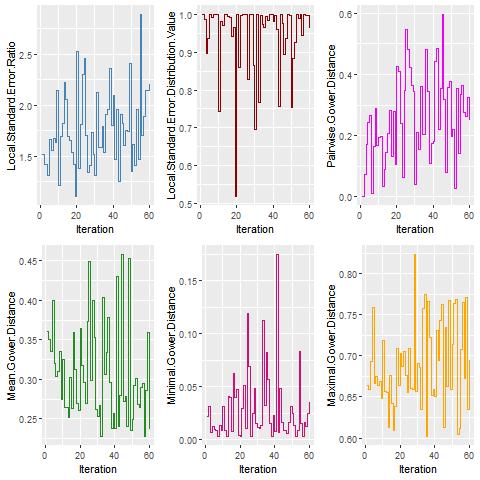 Local.Standard.Error.Ratio
2.5
2.0
1.5
0 20 40 60
Iteration
Local.Standard.Error.Distribution.Value
1.0
0.9
0.8
0.7
0.6
0.5
0 20 40 60
Iteration
Pairwise.Gower.Distance
0.6
0.4
0.2
0.0
0 20 40 60
Iteration
Mean.Gower.Distance
0.45
0.40
0.35
0.30
0.25
0 20 40 60
Iteration
Minimal.Gower.Distance
0.15
0.10
0.05
0.00
0 20 40 60
Iteration
Maximal.Gower.Distance
0.80
0.75
0.70
0.65
0.60
0 20 40 60
Iteration